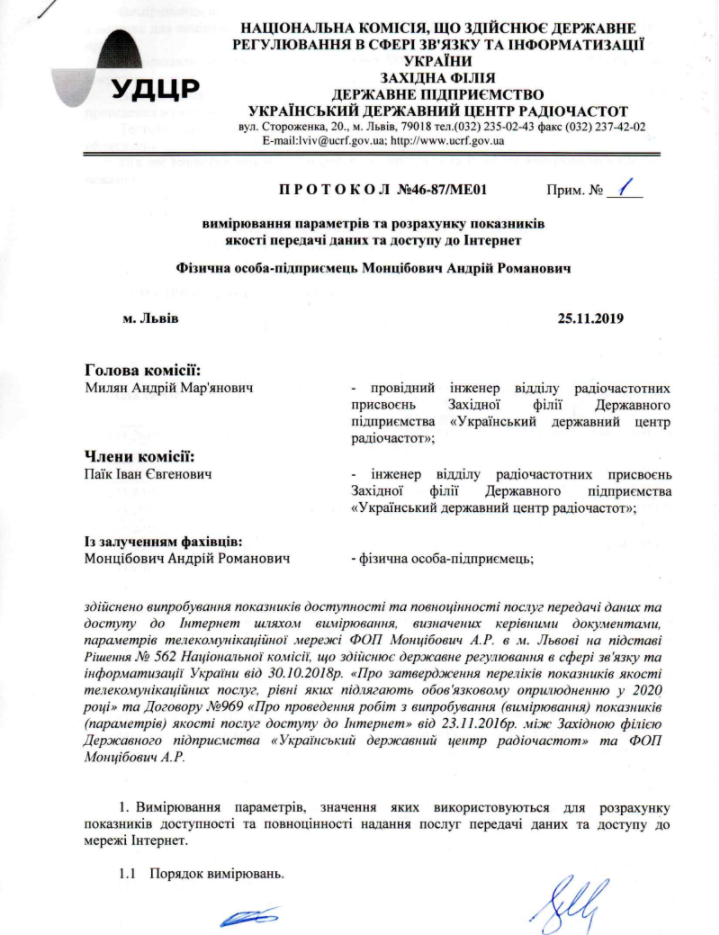 НАЦІОНАЛЬНА КОМІСІЯ, ЩО ЗДІЙСНЮЄ ДЕРЖАВНЕ
РЕГУЛЮВАННЯ В СФЕРІ ЗВ'ЯЗКУ ТА ІНФОРМАТИЗАЦІЇ
УКРАЇНИ
ЗАХІДНА ФІЛІЯ
ДЕРЖАВНЕ ПІДПРИЄМСТВО
УКРАЇНСЬКИЙ ДЕРЖАВНИЙ ЦЕНТР РАДІОЧАСТОТ
УДЦР
вул. Стороженка, 20., м. Львів, 79018 тел.(032) 235-02-43 факс (032) 237-42-02
E-mail:lviv@ucrf.gov.ua; http://www.ucrf.gov.ua
П Р О Т О К О Л №46-87/МЕ01 Прим. № 1
вимірювання параметрів та розрахунку показників
якості передачі даних та доступу до Інтернет
Фізична особа-підприємець Монцібович Андрій Романович
м. Львів 25.11.2019
Голова комісії:
Милян Андрій Мар'янович - провідний інженер відділу радіочастотних
присвоєнь Західної філії Державного
підприємства «Український державний центр
радіочастот»;
Члени комісії:
Паїк Іван Євгенович - інженер відділу радіочастотних присвоєнь
Західної філії Державного підприємства
«Український державний центр радіочастот»;
Із залученням фахівців:
Монцібович Андрій Романович - фізична особа-підприємець;
здійснено випробування показників доступності та повноцінності послуг передачі даних та
доступу до Інтернет шляхом вимірювання, визначених керівними документами,
параметрів телекомунікаційної мережі ФОП Монцібович А.Р. в м. Львові на підставі
Рішення № 562 Національної комісії, що здійснює державне регулювання в сфері зв'язку та
інформатизації України від 30.10.2018р. «Про затвердження переліків показників якості
телекомунікаційних послуг, рівні яких підлягають обов'язковому оприлюдненню у 2020
році» та Договору №969 «Про проведення робіт з випробування (вимірювання) показників
(параметрів) якості послуг доступу до Інтернет» від 23.11.2016р. між Західною філією
Державного підприємства «Український державний центр радіочастот» та ФОП
Монцібович А.Р.
1. Вимірювання параметрів, значення яких використовуються для розрахунку
показників доступності та повноцінності надання послуг передачі даних та доступу до
мережі Інтернет.
1.1 Порядок вимірювань.